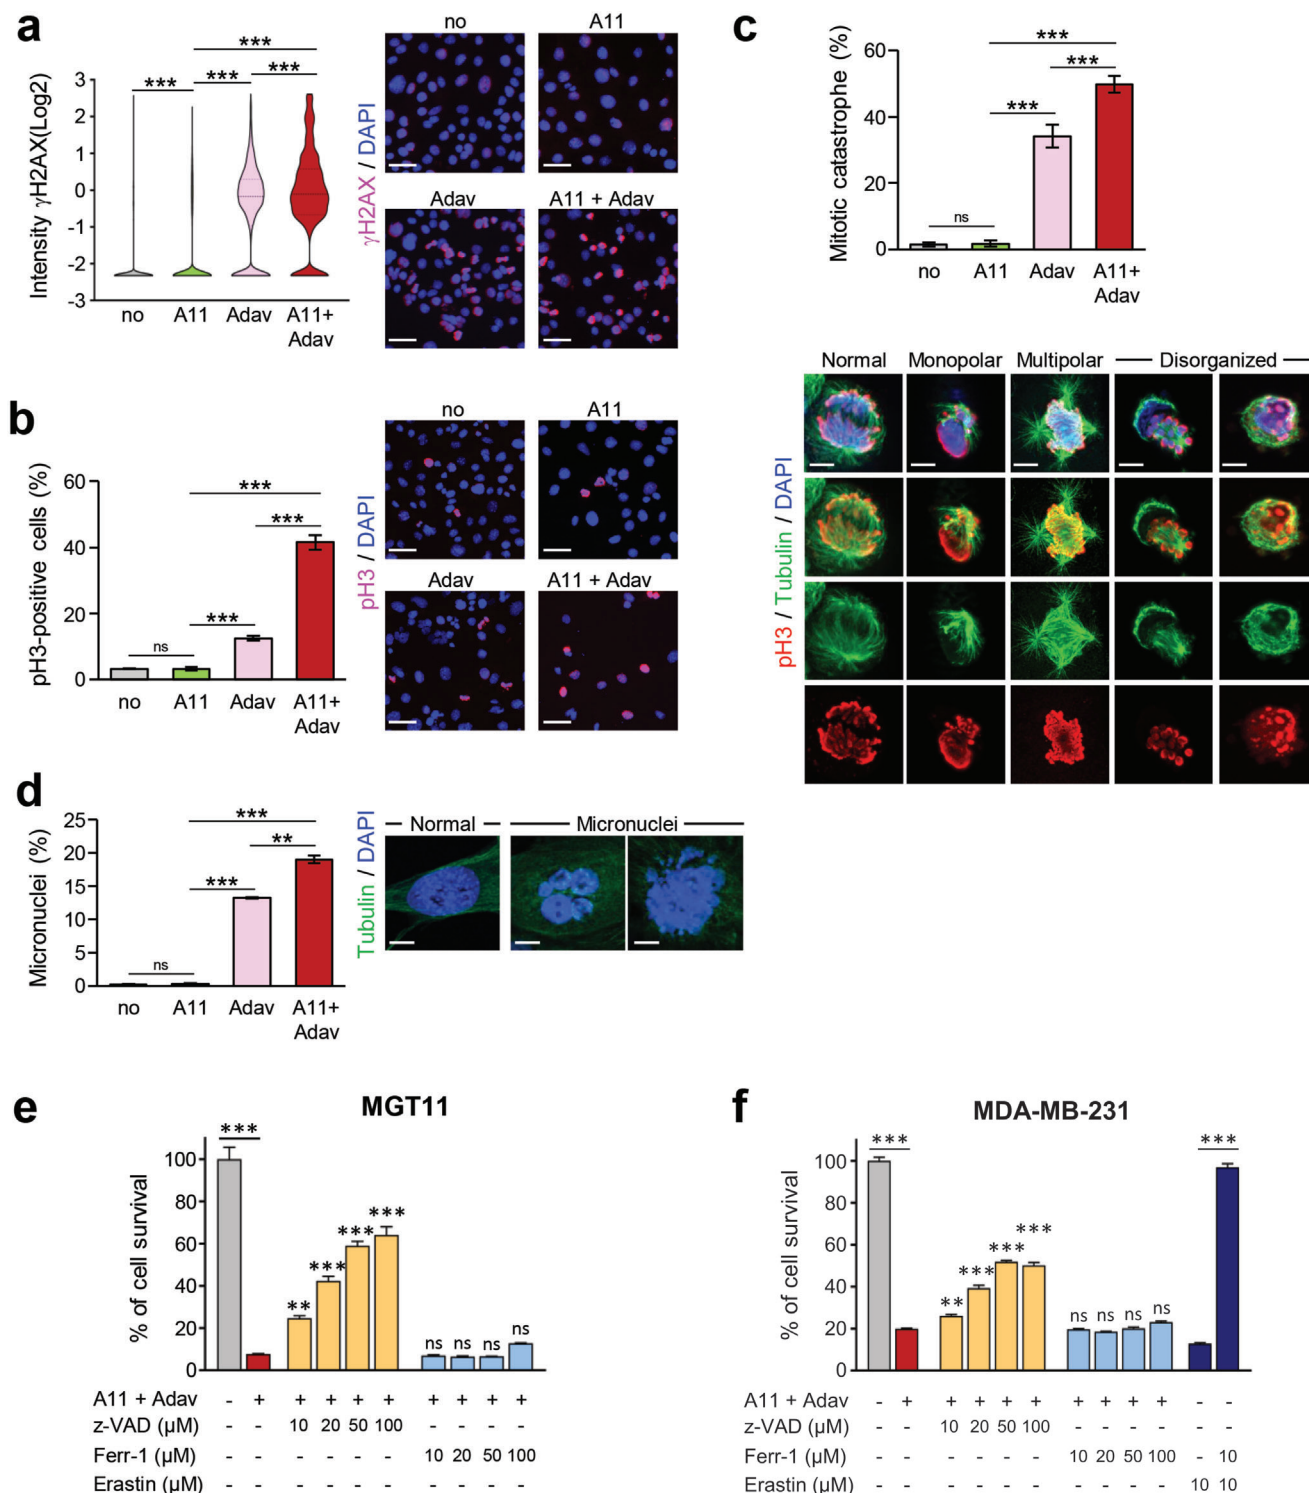 a
Intensity γH2AX(Log2)
3
2
1
0
-1
-2
-3
***
***
***
***
no
A11
Adav
A11+
Adav
γH2AX / DAPI
no
A11
Adav
A11 + Adav
b
pH3-positive cells (%)
60
40
20
0
***
***
***
ns
no
A11
Adav
A11+
Adav
pH3 / DAPI
no
A11
Adav
A11 + Adav
c
Mitotic catastrophe (%)
60
40
20
0
***
***
***
ns
no
A11
Adav
A11+
Adav
Normal
Monopolar
Multipolar
Disorganized
pH3 / Tubulin / DAPI
d
Micronuclei (%)
25
20
15
10
5
0
***
**
***
ns
no
A11
Adav
A11+
Adav
Tubulin / DAPI
Normal
Micronuclei
e
MGT11
% of cell survival
100
80
60
40
20
0
***
**
***
***
***
ns
ns
ns
ns
A11 + Adav - + + + + + + + + +
z-VAD (µM) - - 10 20 50 100 - - - -
Ferr-1 (µM) - - - - - - 10 20 50 100
Erastin (µM) - - - - - - - - - -
f
MDA-MB-231
% of cell survival
100
80
60
40
20
0
***
**
***
***
***
ns
ns
ns
ns
***
A11 + Adav - + + + + + + + + + - -
z-VAD (µM) - - 10 20 50 100 - - - - - -
Ferr-1 (µM) - - - - - - 10 20 50 100 - 10
Erastin (µM) - - - - - - - - - - 10 10